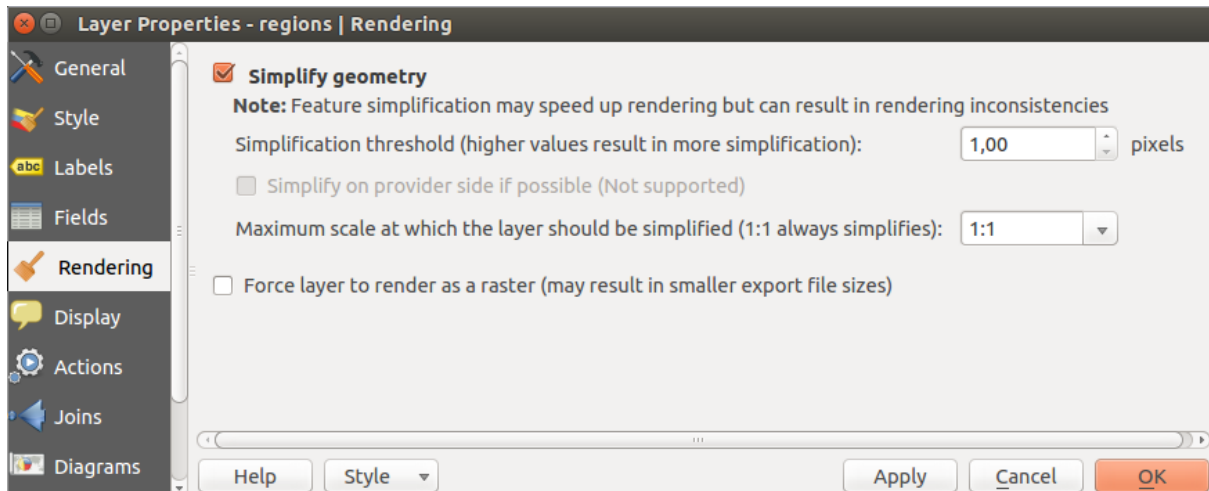 Layer Properties - regions | Rendering
General
Style
abc Labels
Fields
Rendering
Display
Actions
Joins
Diagrams
Simplify geometry
Note: Feature simplification may speed up rendering but can result in rendering inconsistencies
Simplification threshold (higher values result in more simplification): 1,00 pixels
Simplify on provider side if possible (Not supported)
Maximum scale at which the layer should be simplified (1:1 always simplifies): 1:1
Force layer to render as a raster (may result in smaller export file sizes)
Help Style Apply Cancel OK